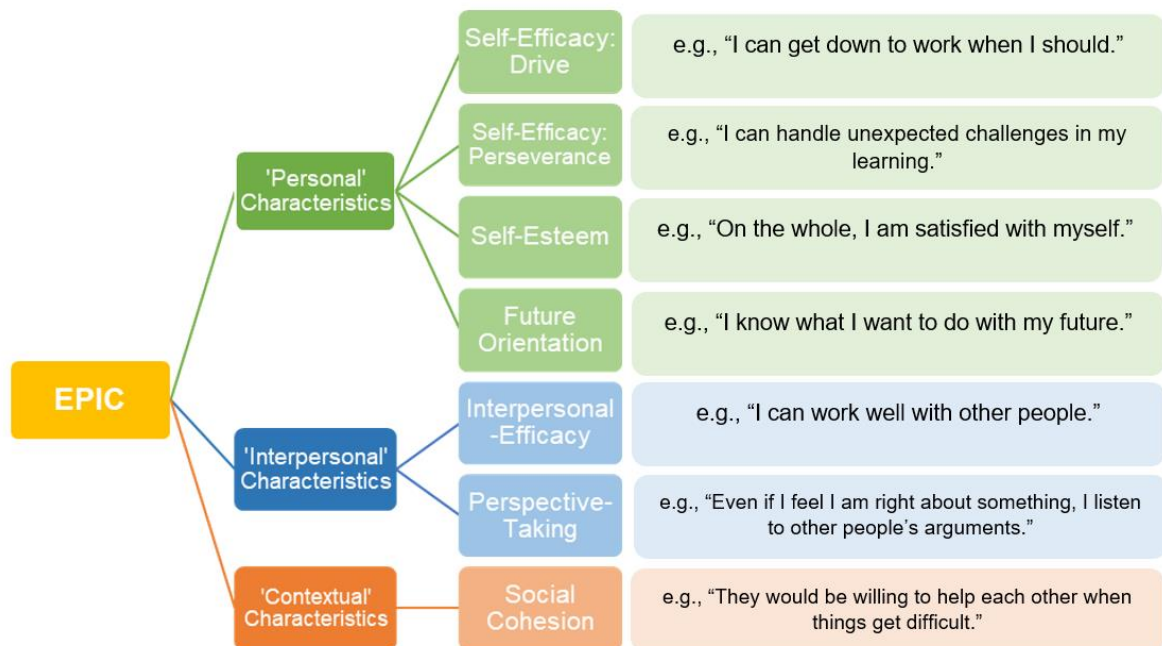 EPIC
'Personal'
Characteristics
Self-Efficacy:
Drive
e.g., “I can get down to work when I should.”
Self-Efficacy:
Perseverance
e.g., “I can handle unexpected challenges in my
learning.”
Self-Esteem
e.g., “On the whole, I am satisfied with myself.”
Future
Orientation
e.g., “I know what I want to do with my future.”
'Interpersonal'
Characteristics
Interpersonal
-Efficacy
e.g., “I can work well with other people.”
Perspective-
Taking
e.g., “Even if I feel I am right about something, I listen
to other people’s arguments.”
'Contextual'
Characteristics
Social
Cohesion
e.g., “They would be willing to help each other when
things get difficult.”